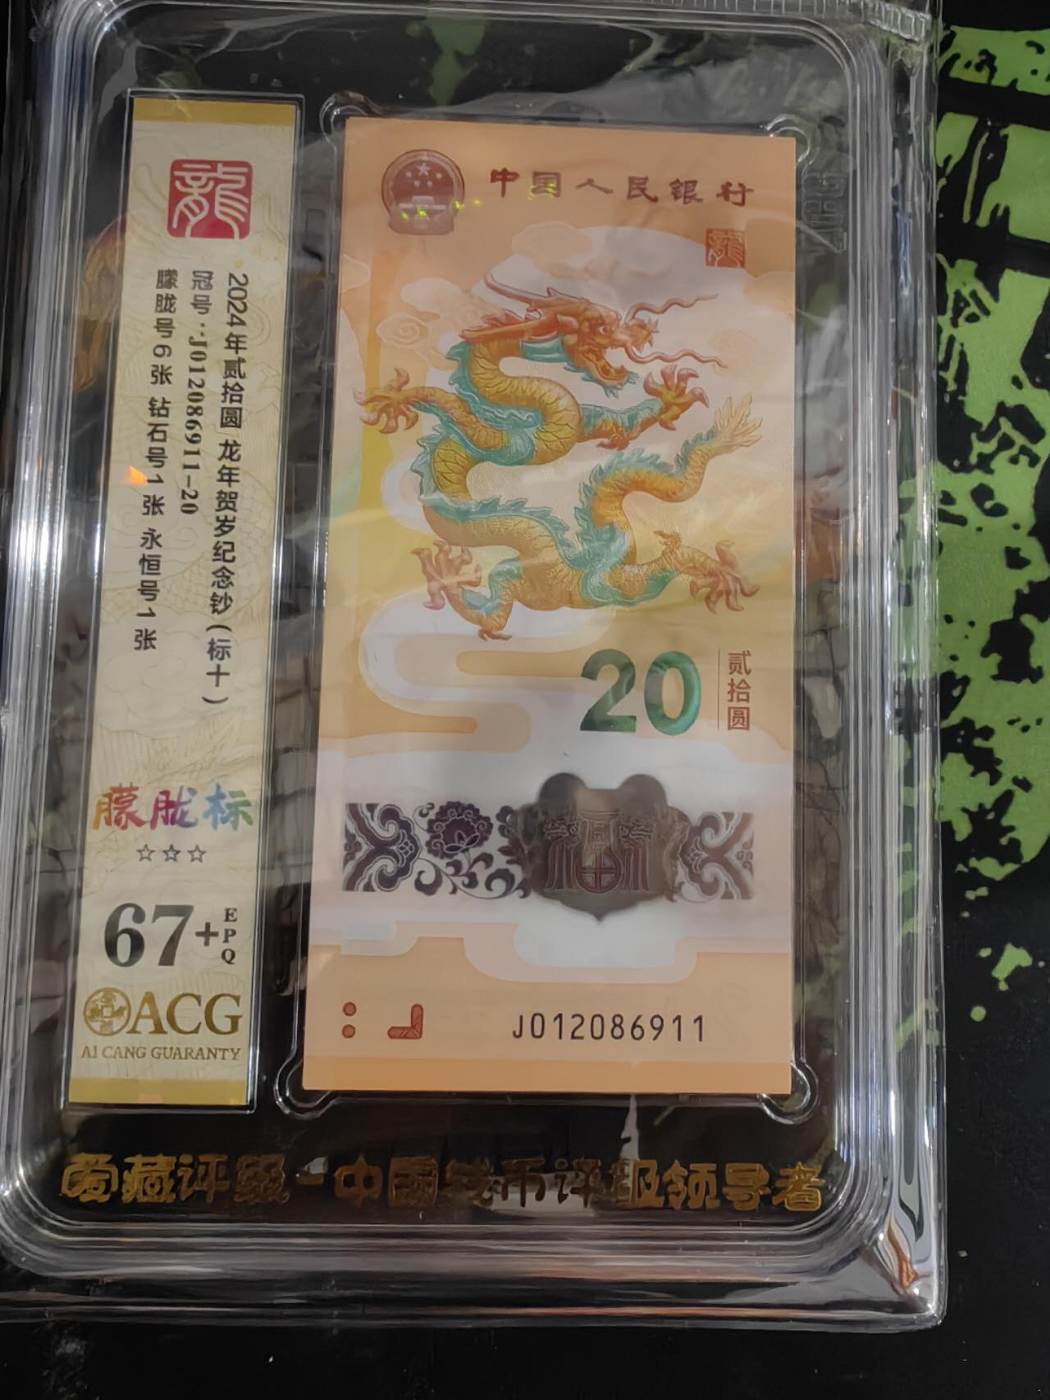 龍
2024年贰拾圆 龙年贺岁纪念钞(标十)
冠号:J012086911-20
朦胧号6张 钻石号1张 永恒号1张
朦胧标
☆☆☆
67+EPQ
ACG
AI CANG GUARANTY
中国人民银行
龍
20
贰拾圆
J012086911
爱藏评级-中国钱币评级领导者